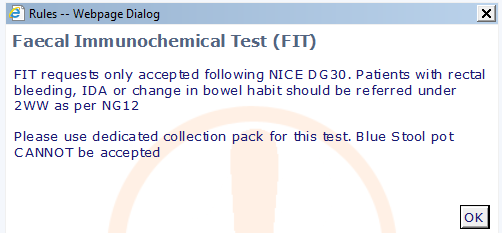 Rules -- Webpage Dialog
Faecal Immunochemical Test (FIT)
FIT requests only accepted following NICE DG30. Patients with rectal
bleeding, IDA or change in bowel habit should be referred under
2WW as per NG12
Please use dedicated collection pack for this test. Blue Stool pot
CANNOT be accepted
OK